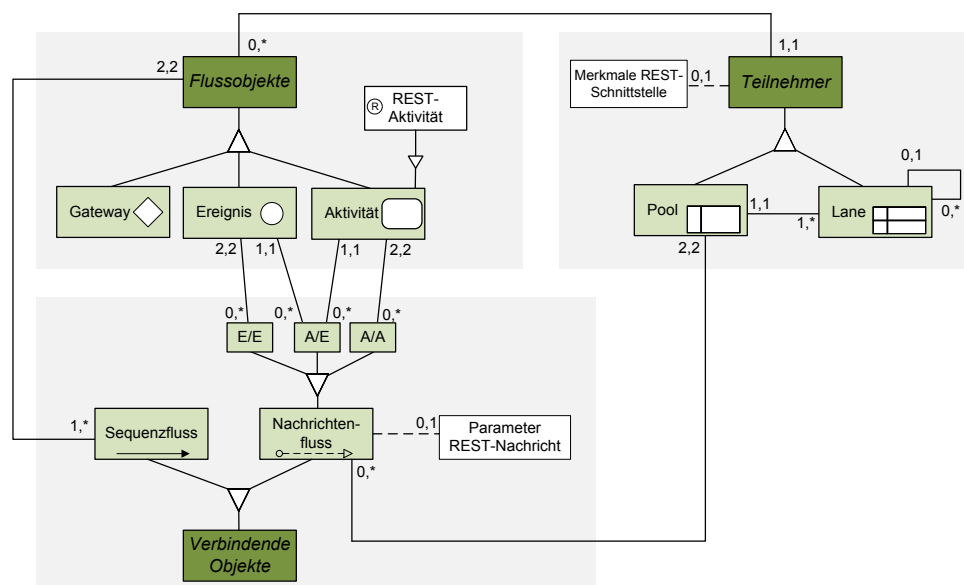 0,*
1,1
2,2
Flussobjekte
REST-
Aktivität
R
Merkmale REST-
Schnittstelle
0,1
Teilnehmer
Gateway
Ereignis
Aktivität
Pool
Lane
0,1
0,*
1,1
1,*
2,2
2,2
1,1
1,1
2,2
0,*
0,*
0,*
0,*
E/E
A/E
A/A
1,*
Sequenzfluss
Nachrichten-
fluss
0,1
Parameter
REST-Nachricht
0,*
Verbindende
Objekte